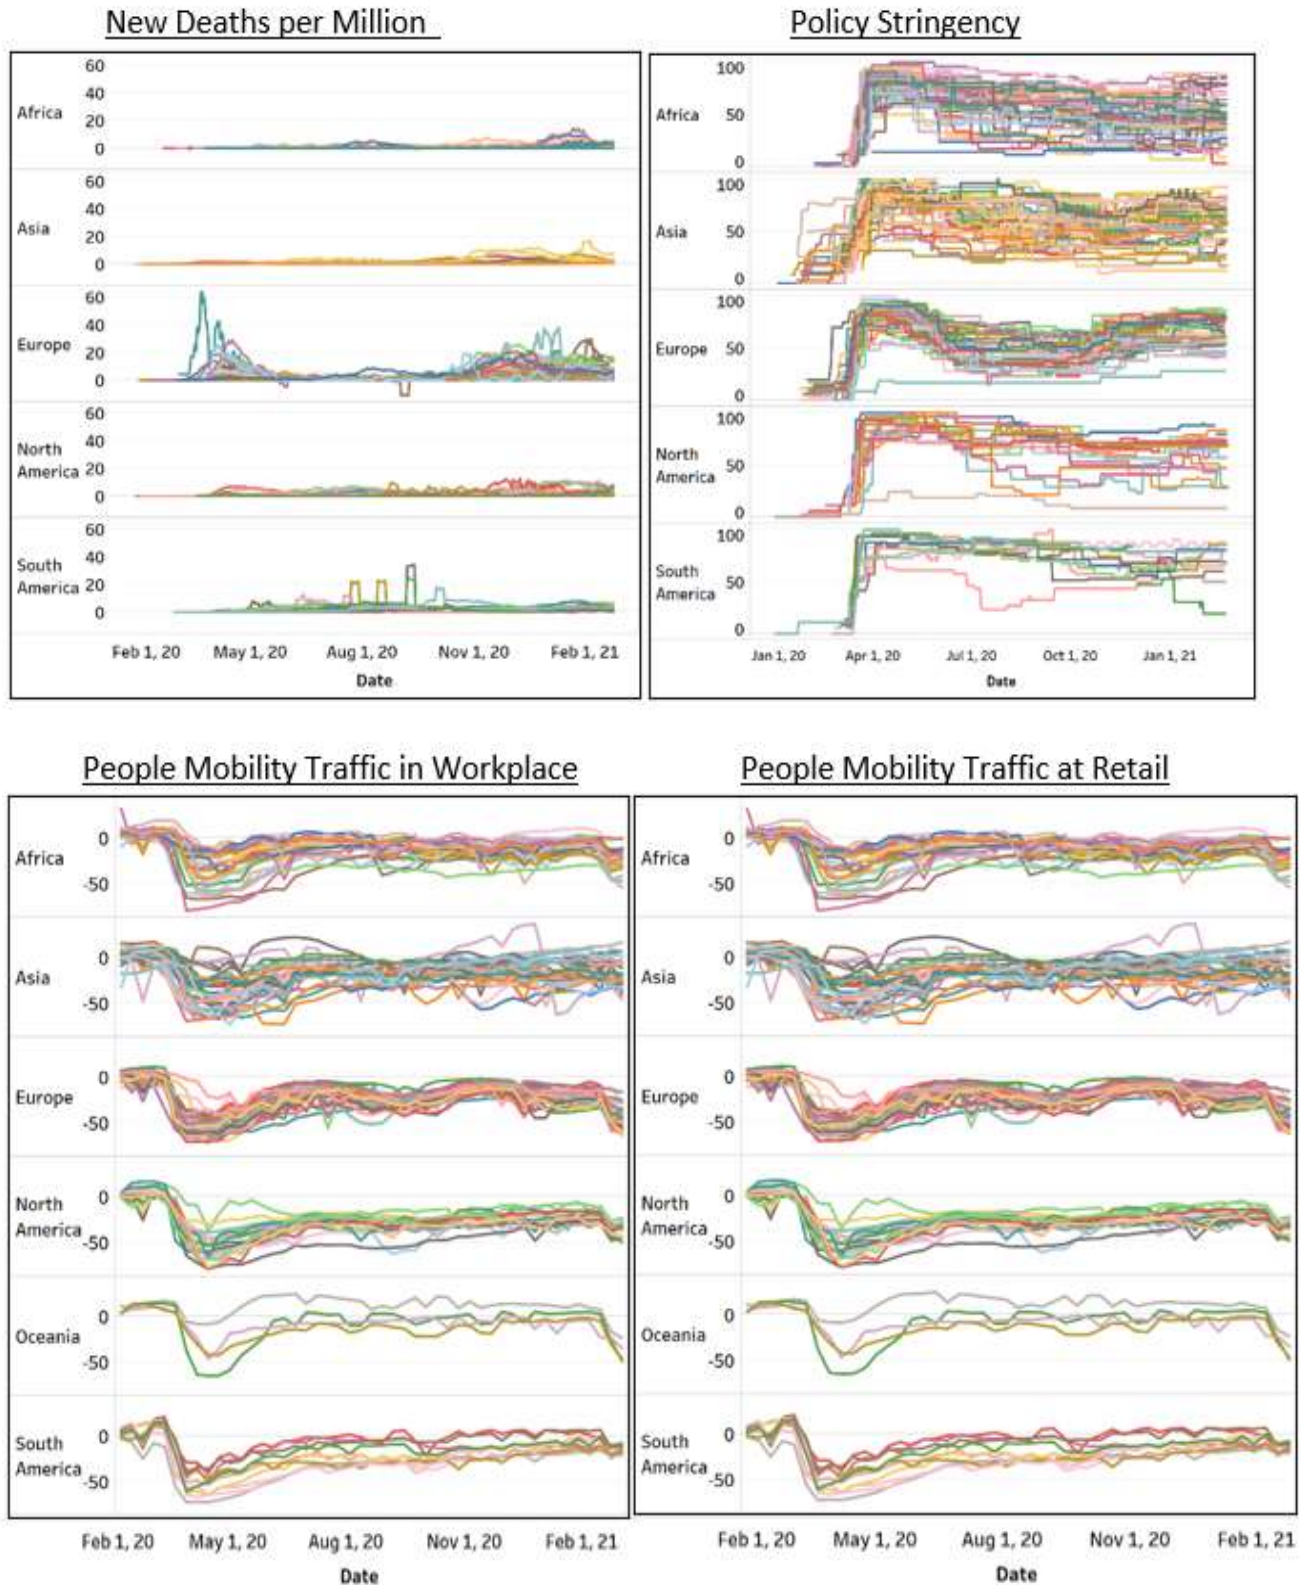 New Deaths per Million
60
40
Africa
20
0
60
40
Asia
20
0
60
40
Europe
20
0
60
40
North
America 20
0
60
40
South
America 20
0
Feb 1, 20 May 1, 20 Aug 1, 20 Nov 1, 20 Feb 1, 21
Date
Policy Stringency
100
Africa 50
0
100
Asia 50
0
100
Europe 50
0
100
North
America 50
0
100
South
America 50
0
Jan 1, 20 Apr 1, 20 Jul 1, 20 Oct 1, 20 Jan 1, 21
Date
People Mobility Traffic in Workplace
0
Africa
-50
0
Asia
-50
0
Europe
-50
North 0
America
-50
0
Oceania
-50
0
South
America -50
Feb 1, 20 May 1, 20 Aug 1, 20 Nov 1, 20 Feb 1, 21
Date
People Mobility Traffic at Retail
0
Africa
-50
0
Asia
-50
0
Europe
-50
North 0
America
-50
0
Oceania
-50
0
South
America -50
Feb 1, 20 May 1, 20 Aug 1, 20 Nov 1, 20 Feb 1, 21
Date